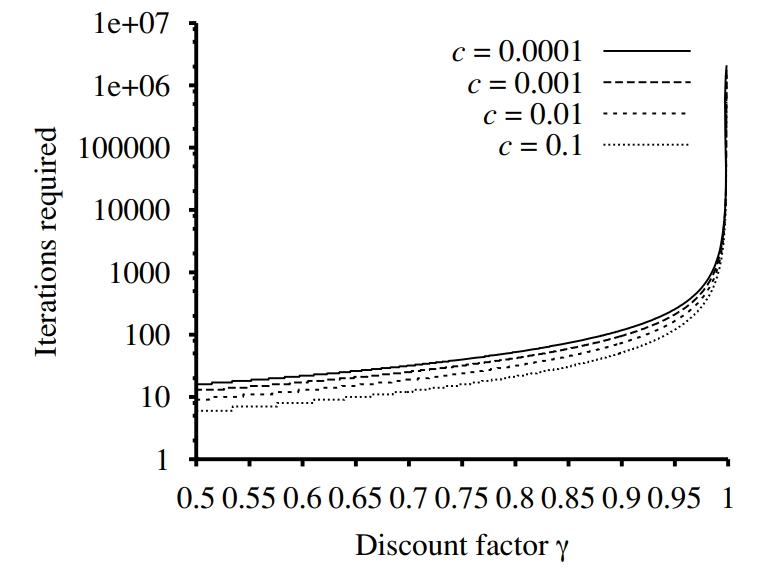 1e+07
1e+06
100000
10000
1000
100
10
1
Iterations required
c = 0.0001
c = 0.001
c = 0.01
c = 0.1
0.5 0.55 0.6 0.65 0.7 0.75 0.8 0.85 0.9 0.95 1
Discount factor γ